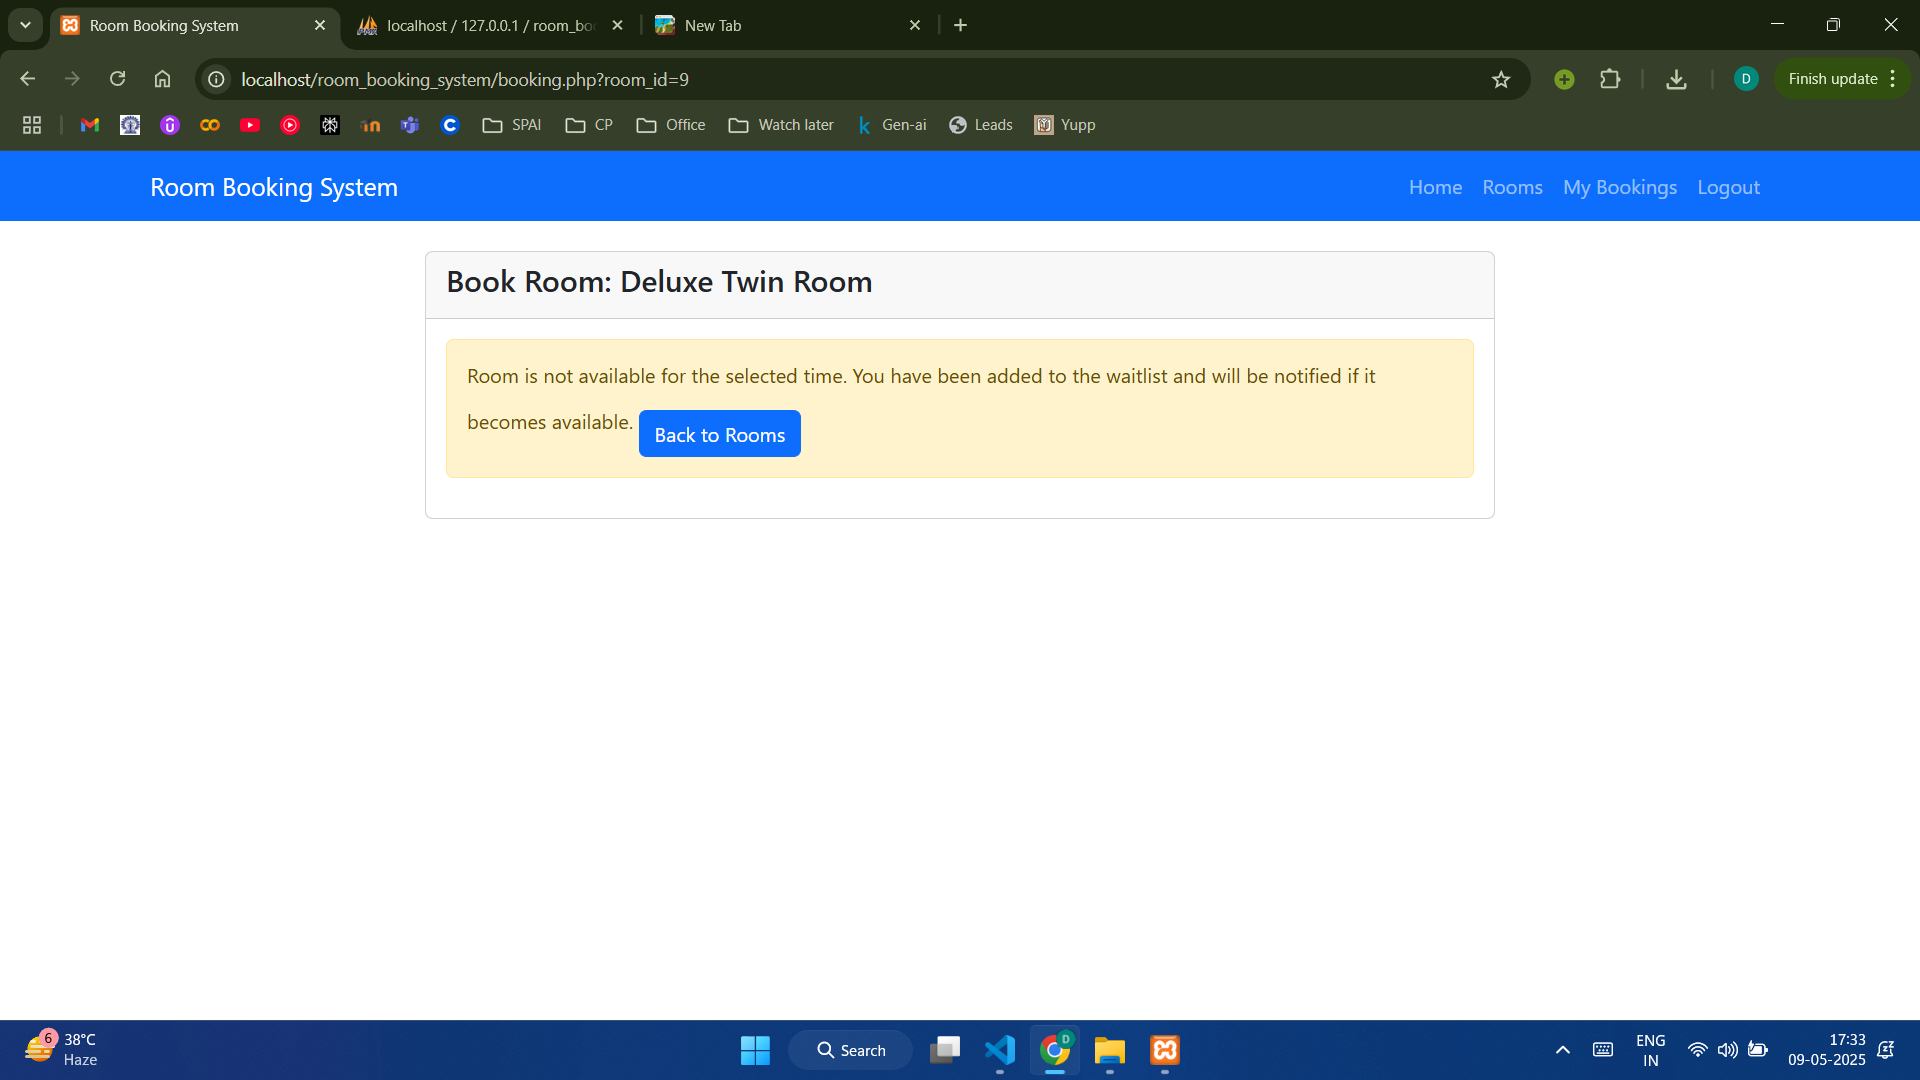 Room Booking System
localhost / 127.0.0.1 / room_bo
New Tab
localhost/room_booking_system/booking.php?room_id=9
D
Finish update
SPAI
CP
Office
Watch later
Gen-ai
Leads
Yupp
Room Booking System
Home Rooms My Bookings Logout
Book Room: Deluxe Twin Room
Room is not available for the selected time. You have been added to the waitlist and will be notified if it
becomes available. Back to Rooms
6
38°C
Haze
Search
D
ENG
IN
17:33
09-05-2025